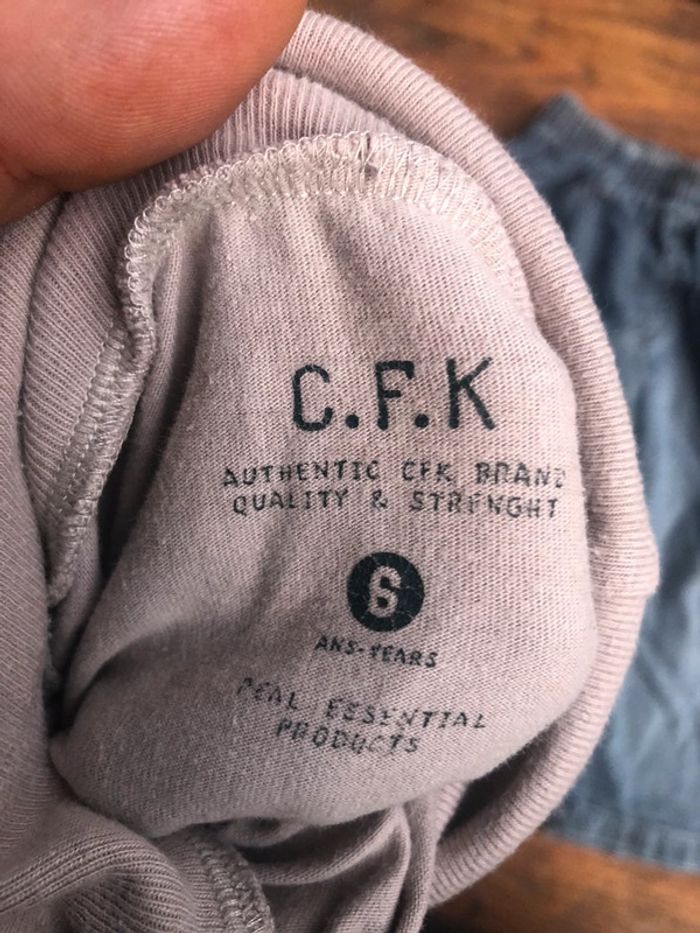 C.F.K
AUTHENTIC CFK BRAND
QUALITY & STRENGHT
6
ANS-YEARS
REAL ESSENTIAL
PRODUCTS